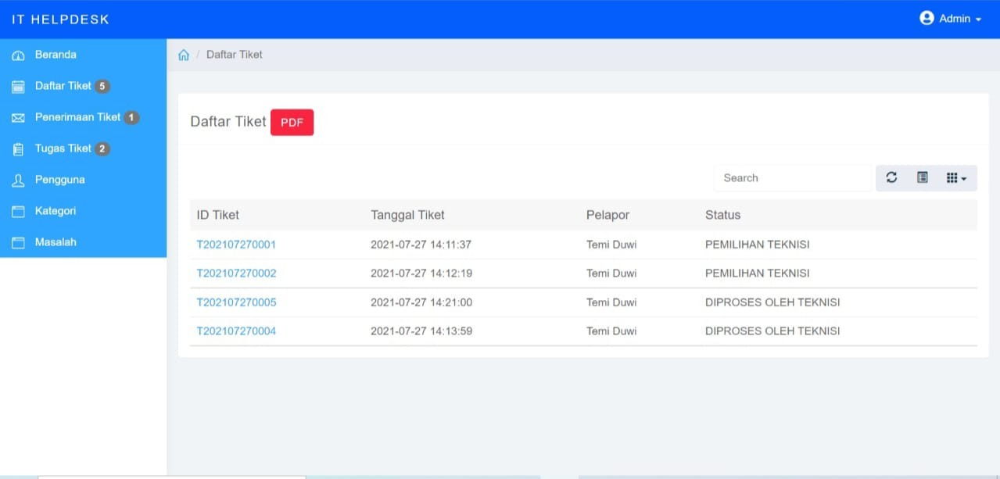 IT HELPDESK
Admin
Beranda
Daftar Tiket 5
Penerimaan Tiket 1
Tugas Tiket 2
Pengguna
Kategori
Masalah
/ Daftar Tiket
Daftar Tiket PDF
Search
ID Tiket Tanggal Tiket Pelapor Status
T202107270001 2021-07-27 14:11:37 Temi Duwi PEMILIHAN TEKNISI
T202107270002 2021-07-27 14:12:19 Temi Duwi PEMILIHAN TEKNISI
T202107270005 2021-07-27 14:21:00 Temi Duwi DIPROSES OLEH TEKNISI
T202107270004 2021-07-27 14:13:59 Temi Duwi DIPROSES OLEH TEKNISI